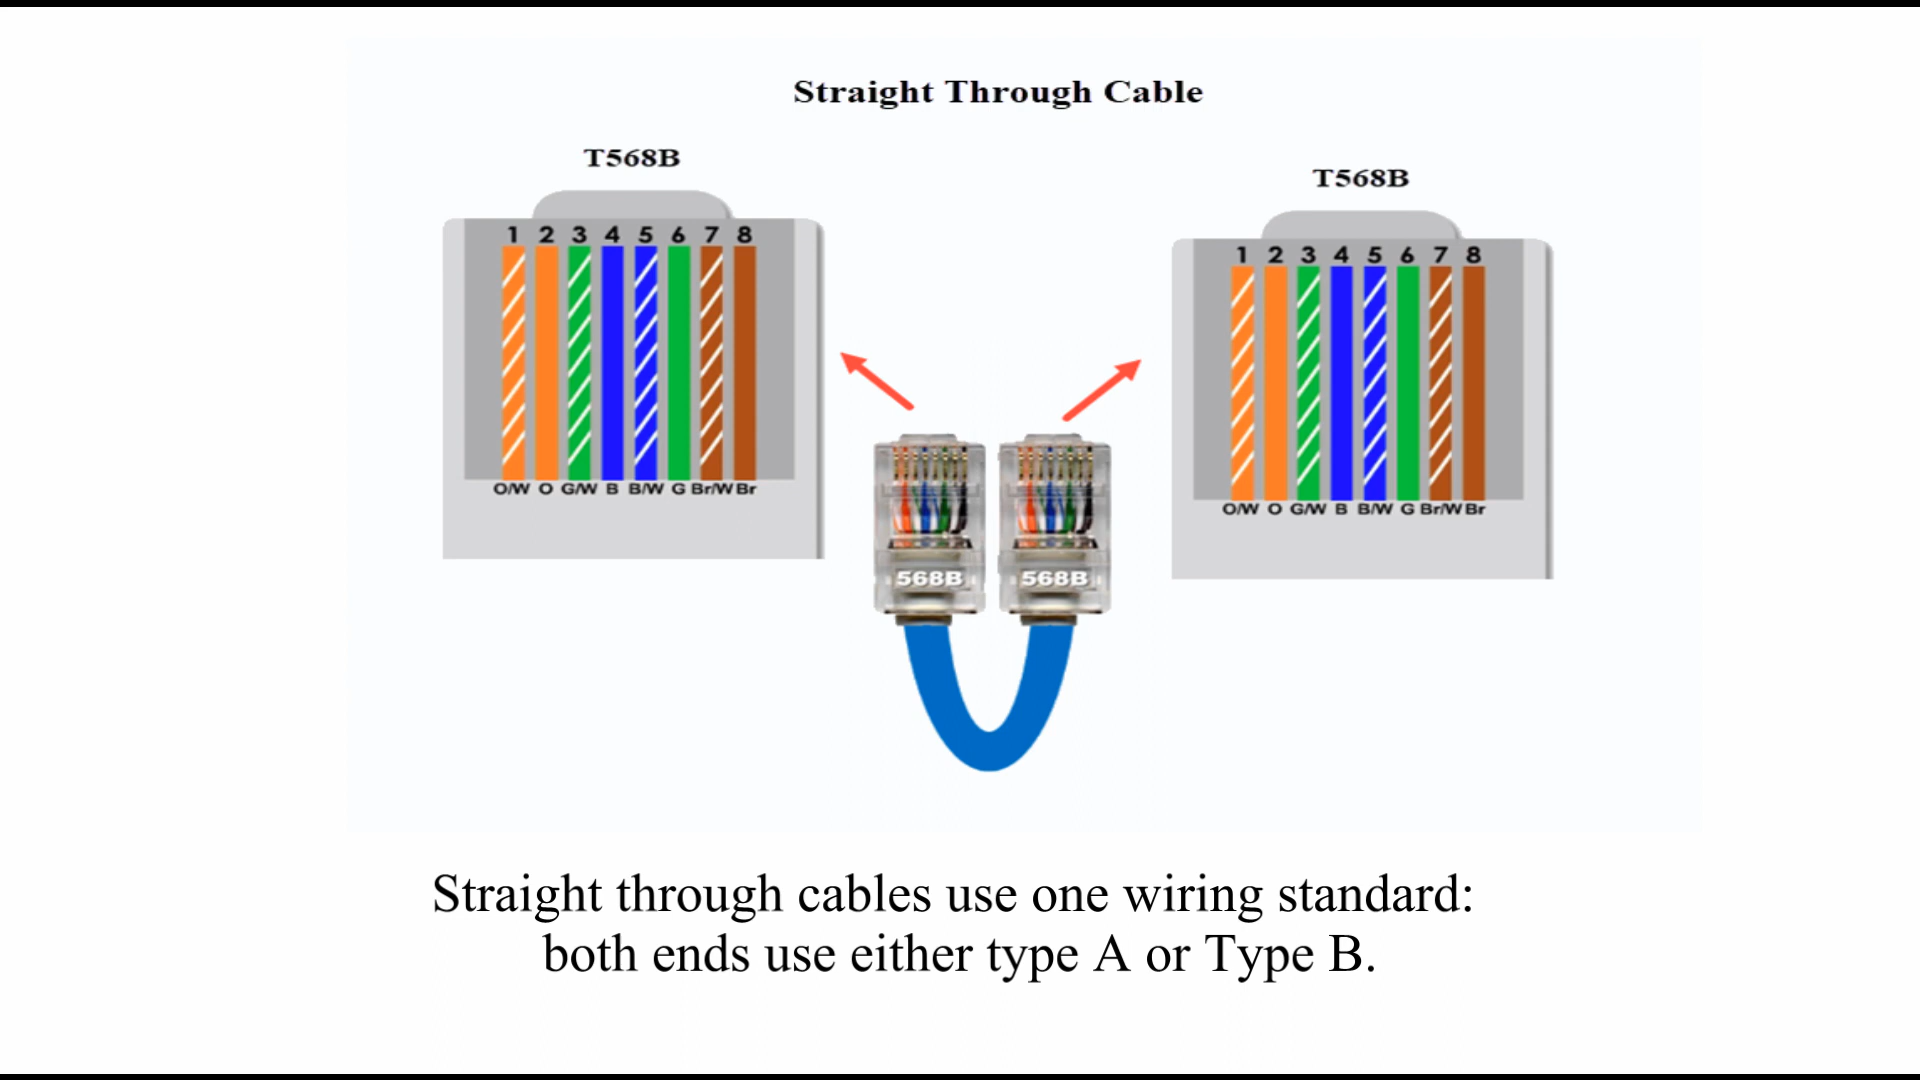 Straight Through Cable
T568B
1 2 3 4 5 6 7 8
O/W O G/W B B/W G Br/W Br
T568B
1 2 3 4 5 6 7 8
O/W O G/W B B/W G Br/W Br
568B
568B
Straight through cables use one wiring standard:
both ends use either type A or Type B.